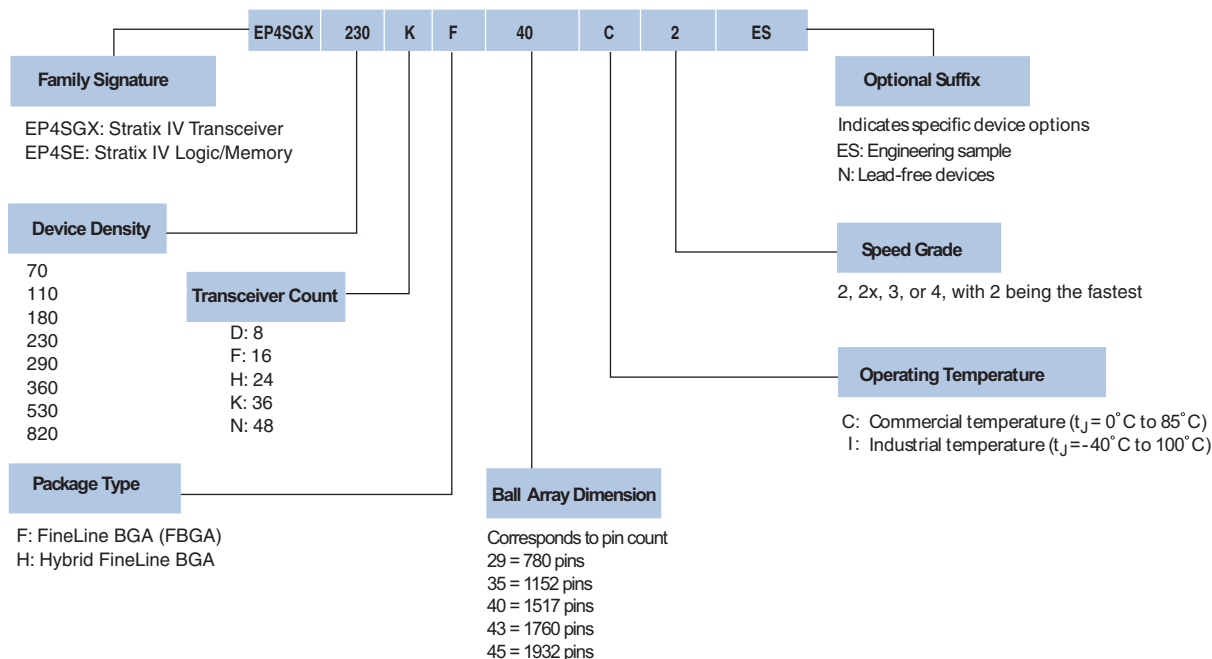 EP4SGX 230 K F 40 C 2 ES
Family Signature
EP4SGX: Stratix IV Transceiver
EP4SE: Stratix IV Logic/Memory
Optional Suffix
Indicates specific device options
ES: Engineering sample
N: Lead-free devices
Device Density
70
110
180
230
290
360
530
820
Transceiver Count
D: 8
F: 16
H: 24
K: 36
N: 48
Speed Grade
2, 2x, 3, or 4, with 2 being the fastest
Operating Temperature
C: Commercial temperature (tJ = 0˚C to 85˚C)
I: Industrial temperature (tJ = -40˚C to 100˚C)
Package Type
F: FineLine BGA (FBGA)
H: Hybrid FineLine BGA
Ball Array Dimension
Corresponds to pin count
29 = 780 pins
35 = 1152 pins
40 = 1517 pins
43 = 1760 pins
45 = 1932 pins